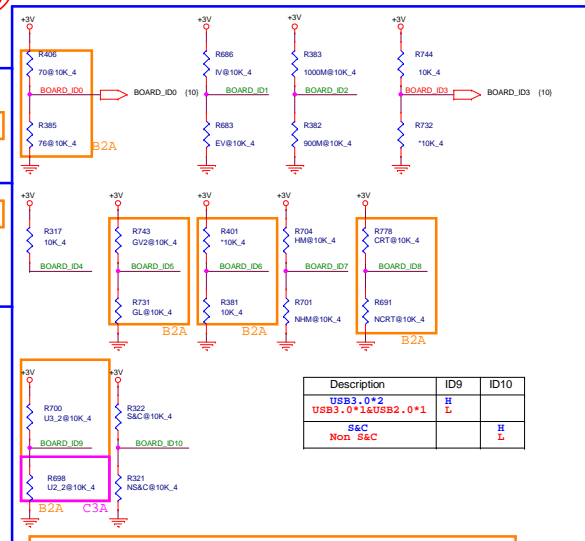 +3V +3V +3V +3V
R406 R686 R383 R744
70@10K_4 IV@10K_4 1000M@10K_4 10K_4
BOARD_ID0 BOARD_ID0 {10} BOARD_ID1 BOARD_ID2 BOARD_ID3 BOARD_ID3 {10}
R385 R683 R382 R732
76@10K_4 EV@10K_4 900M@10K_4 *10K_4
B2A
+3V +3V +3V +3V +3V
R317 R743 R401 R704 R778
10K_4 GV2@10K_4 *10K_4 HM@10K_4 CRT@10K_4
BOARD_ID4 BOARD_ID5 BOARD_ID6 BOARD_ID7 BOARD_ID8
R731 R381 R701 R691
GL@10K_4 10K_4 NHM@10K_4 NCRT@10K_4
B2A B2A B2A
+3V +3V
R700 R322
U3_2@10K_4 S&C@10K_4
BOARD_ID9 BOARD_ID10
R698 R321
U2_2@10K_4 NS&C@10K_4
B2A C3A
Description ID9 ID10
USB3.0*2 H
USB3.0*1&USB2.0*1 L
S&C H
Non S&C L